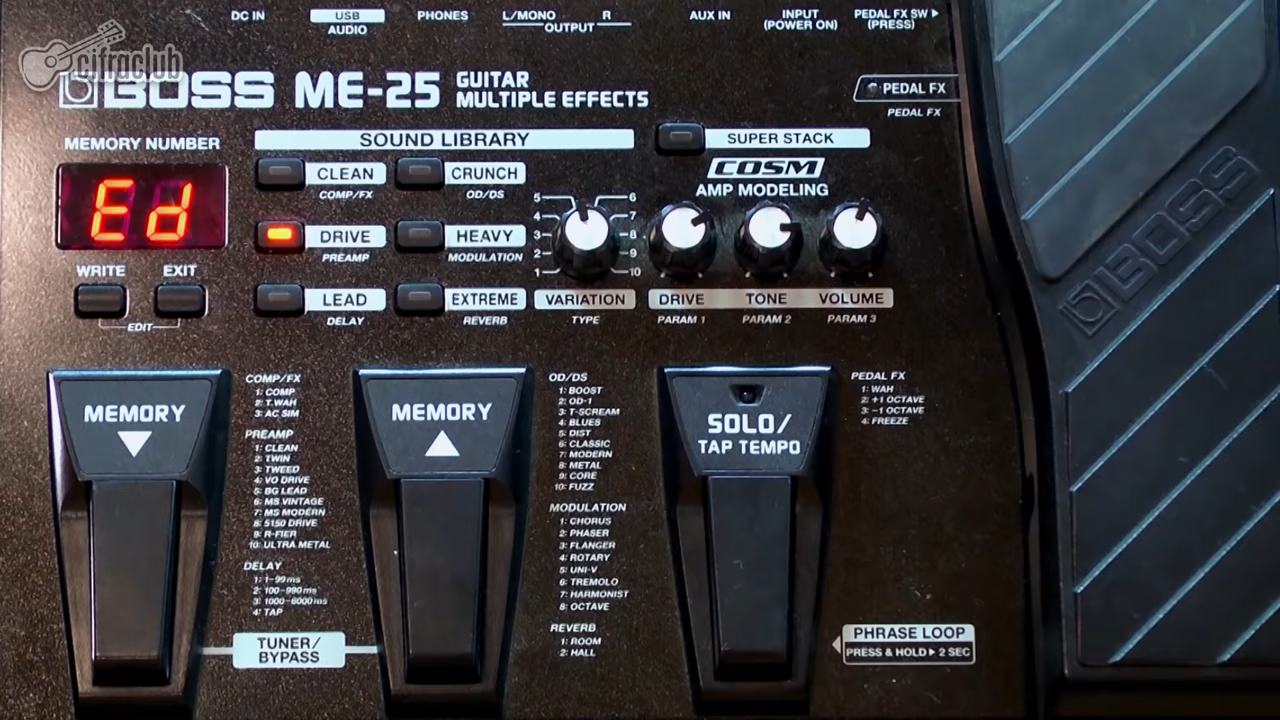 DC IN
USB
AUDIO
PHONES
L/MONO R
OUTPUT
AUX IN
INPUT
(POWER ON)
PEDAL FX SW
(PRESS)
cifraclub
BOSS ME-25 GUITAR
MULTIPLE EFFECTS
PEDAL FX
PEDAL FX
MEMORY NUMBER
Ed
WRITE EXIT
EDIT
SOUND LIBRARY
CLEAN
COMP/FX
CRUNCH
OD/DS
DRIVE
PREAMP
HEAVY
MODULATION
LEAD
DELAY
EXTREME
REVERB
5 6
4 7
3 8
2 9
1 10
VARIATION
TYPE
SUPER STACK
COSM
AMP MODELING
DRIVE TONE VOLUME
PARAM 1 PARAM 2 PARAM 3
MEMORY
COMP/FX
1: COMP
2: T.WAH
3: AC SIM
PREAMP
1: CLEAN
2: TWIN
3: TWEED
4: VO DRIVE
5: BG LEAD
6: MS VINTAGE
7: MS MODERN
8: 5150 DRIVE
9: R-FIER
10: ULTRA METAL
DELAY
1: 1-99ms
2: 100-990ms
3: 1000-6000ms
4: TAP
TUNER/
BYPASS
MEMORY
OD/DS
1: BOOST
2: OD-1
3: T-SCREAM
4: BLUES
5: DIST
6: CLASSIC
7: MODERN
8: METAL
9: CORE
10: FUZZ
MODULATION
1: CHORUS
2: PHASER
3: FLANGER
4: ROTARY
5: UNI-V
6: TREMOLO
7: HARMONIST
8: OCTAVE
REVERB
1: ROOM
2: HALL
SOLO/
TAP TEMPO
PEDAL FX
1: WAH
2: +1 OCTAVE
3: -1 OCTAVE
4: FREEZE
PHRASE LOOP
PRESS & HOLD 2 SEC
BOSS